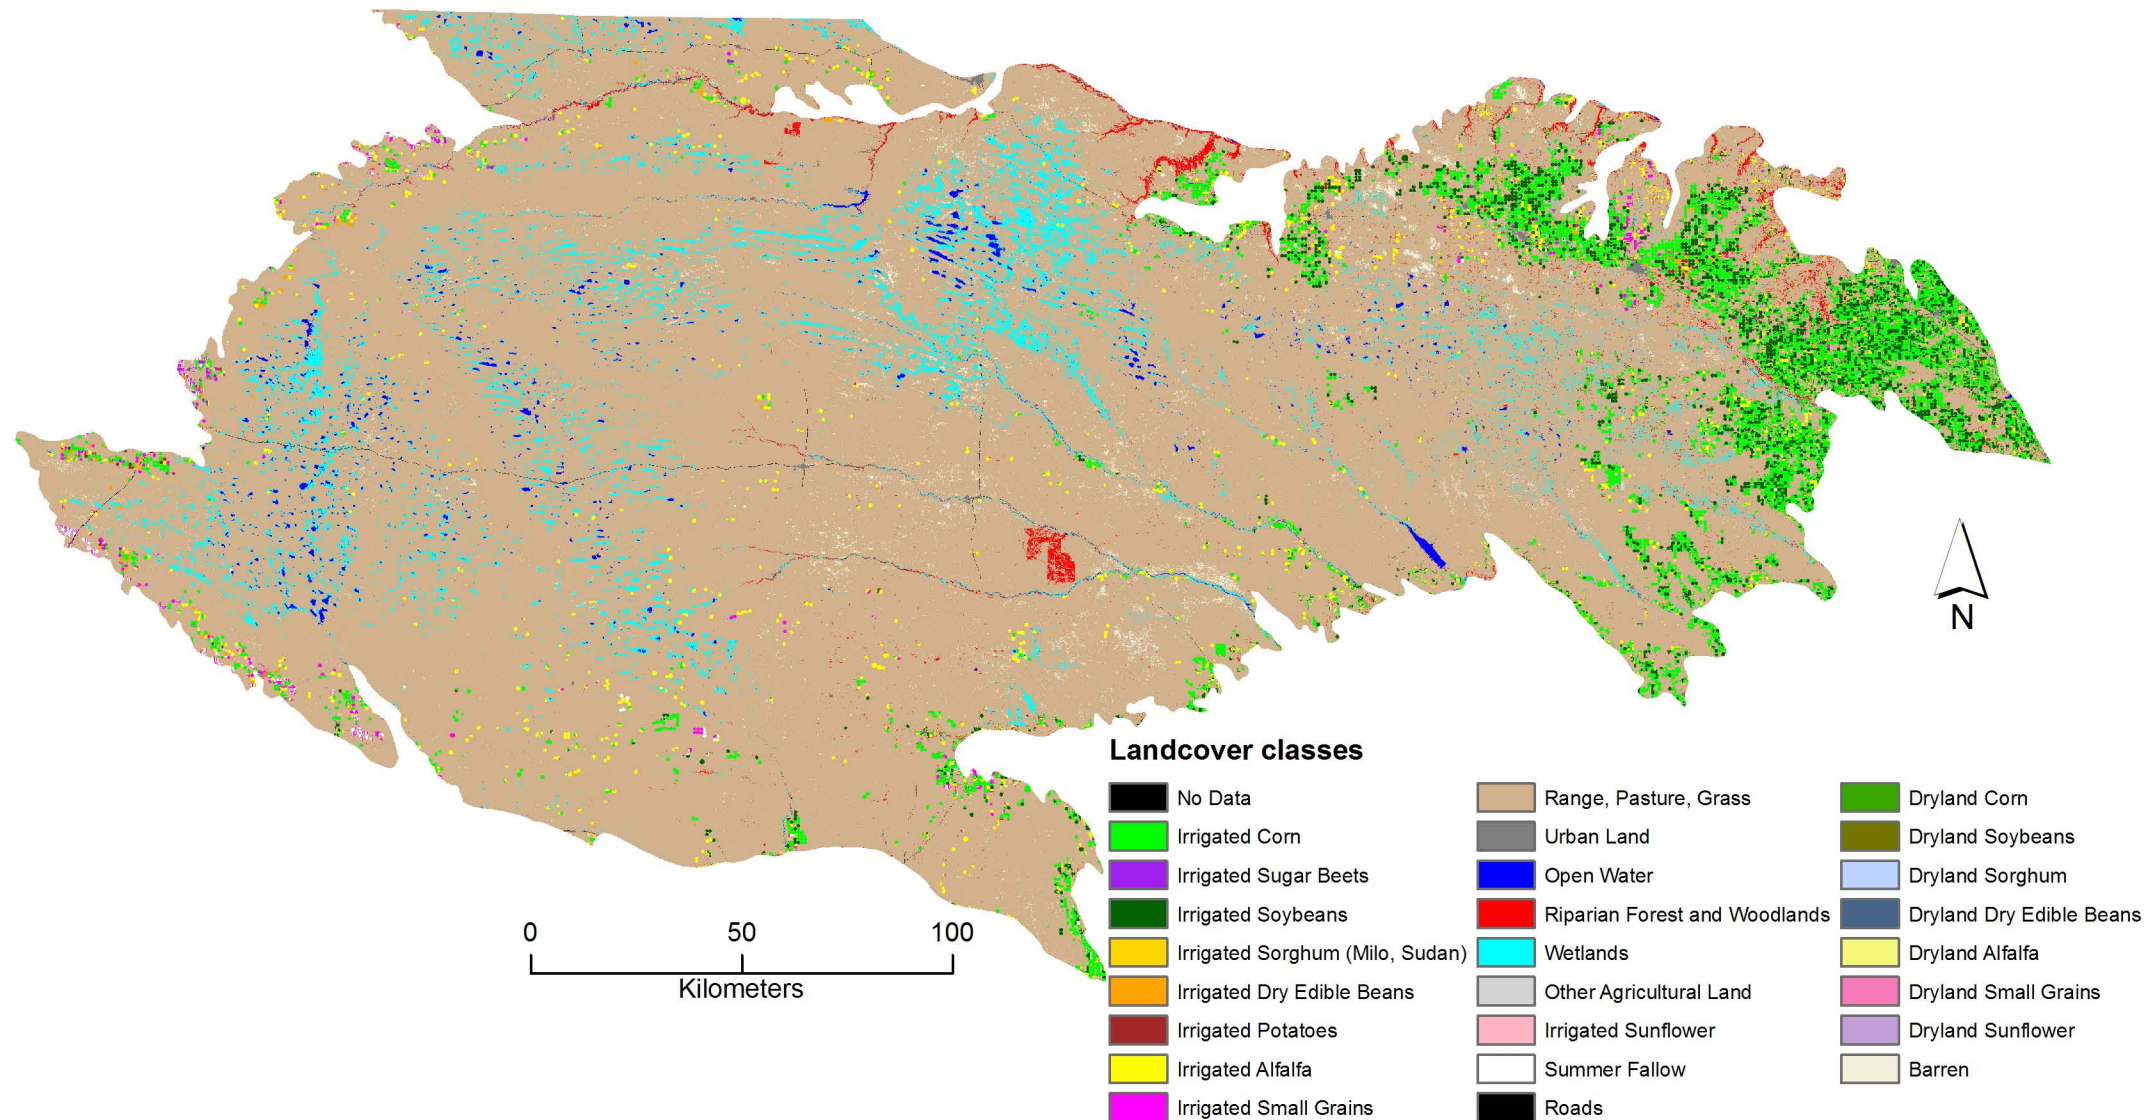 N
Landcover classes
No Data
Irrigated Corn
Irrigated Sugar Beets
Irrigated Soybeans
Irrigated Sorghum (Milo, Sudan)
Irrigated Dry Edible Beans
Irrigated Potatoes
Irrigated Alfalfa
Irrigated Small Grains
Range, Pasture, Grass
Urban Land
Open Water
Riparian Forest and Woodlands
Wetlands
Other Agricultural Land
Irrigated Sunflower
Summer Fallow
Roads
Dryland Corn
Dryland Soybeans
Dryland Sorghum
Dryland Dry Edible Beans
Dryland Alfalfa
Dryland Small Grains
Dryland Sunflower
Barren
0 50 100
Kilometers